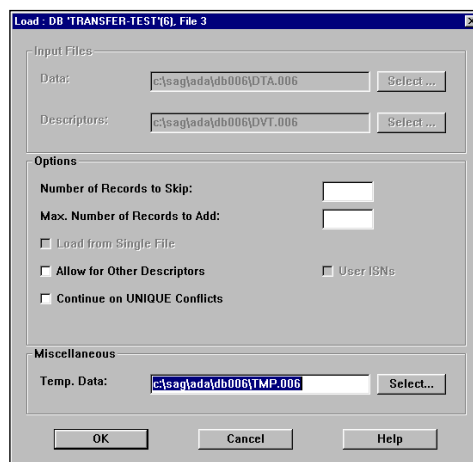 Load : DB 'TRANSFER-TEST'(6), File 3
Input Files
Data: c:\sag\ada\db006\DTA.006 Select ...
Descriptors: c:\sag\ada\db006\DVT.006 Select ...
Options
Number of Records to Skip:
Max. Number of Records to Add:
Load from Single File
Allow for Other Descriptors User ISNs
Continue on UNIQUE Conflicts
Miscellaneous
Temp. Data: c:\sag\ada\db006\TMP.006 Select...
OK Cancel Help